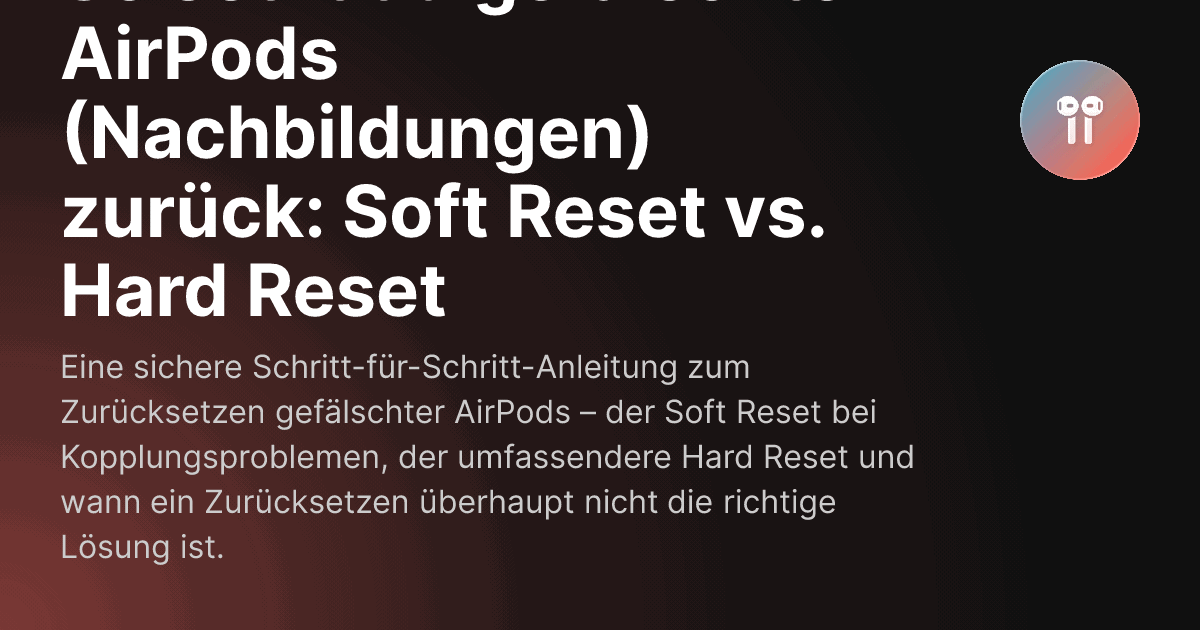 AirPods
(Nachbildungen)
zurück: Soft Reset vs.
Hard Reset
Eine sichere Schritt-für-Schritt-Anleitung zum
Zurücksetzen gefälschter AirPods – der Soft Reset bei
Kopplungsproblemen, der umfassendere Hard Reset und
wann ein Zurücksetzen überhaupt nicht die richtige
Lösung ist.